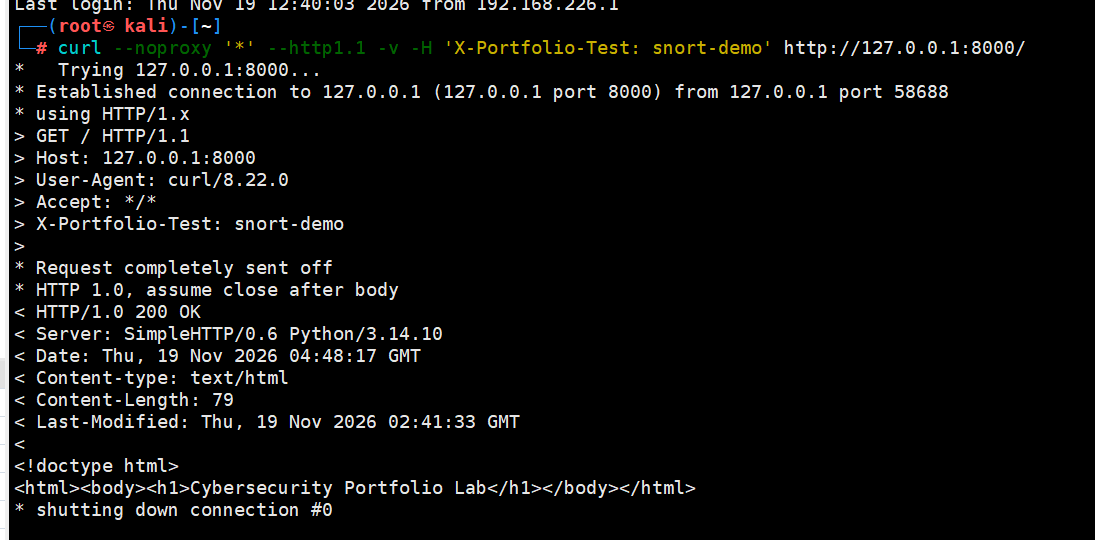 Last login: Thu Nov 19 12:40:03 2026 from 192.168.226.1
┌──(root㉿ kali)-[~]
└─# curl --noproxy '*' --http1.1 -v -H 'X-Portfolio-Test: snort-demo' http://127.0.0.1:8000/
*   Trying 127.0.0.1:8000...
* Established connection to 127.0.0.1 (127.0.0.1 port 8000) from 127.0.0.1 port 58688
* using HTTP/1.x
> GET / HTTP/1.1
> Host: 127.0.0.1:8000
> User-Agent: curl/8.22.0
> Accept: */*
> X-Portfolio-Test: snort-demo
>
* Request completely sent off
* HTTP 1.0, assume close after body
< HTTP/1.0 200 OK
< Server: SimpleHTTP/0.6 Python/3.14.10
< Date: Thu, 19 Nov 2026 04:48:17 GMT
< Content-type: text/html
< Content-Length: 79
< Last-Modified: Thu, 19 Nov 2026 02:41:33 GMT
<
<!doctype html>
<html><body><h1>Cybersecurity Portfolio Lab</h1></body></html>
* shutting down connection #0